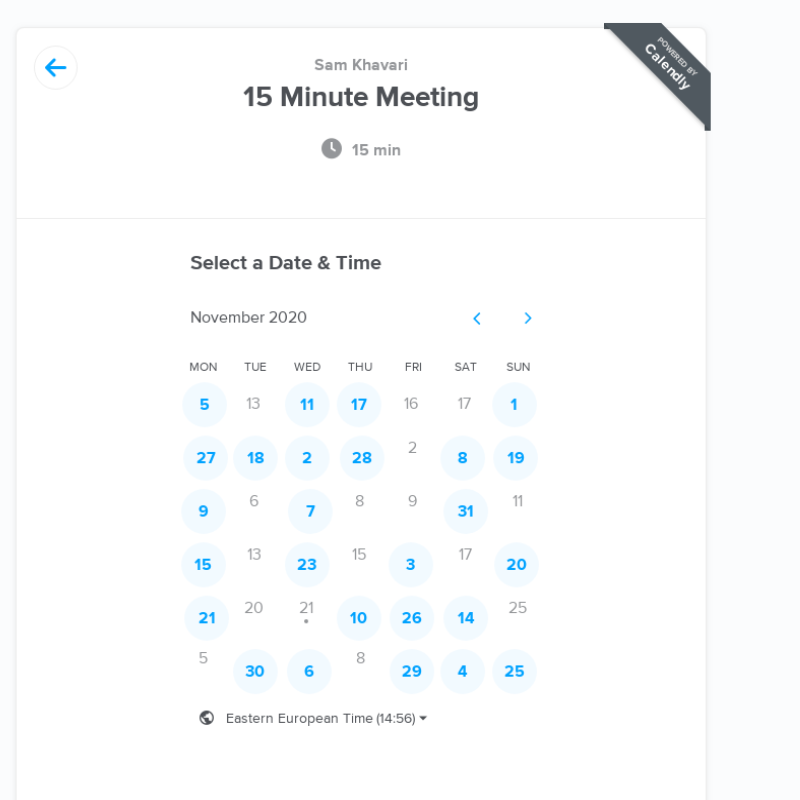 POWERED BY
Calendly
Sam Khavari
15 Minute Meeting
15 min
Select a Date & Time
November 2020
MON TUE WED THU FRI SAT SUN
5 13 11 17 16 17 1
27 18 2 28 2 8 19
9 6 7 8 9 31 11
15 13 23 15 3 17 20
21 20 21 10 26 14 25
5 30 6 8 29 4 25
Eastern European Time (14:56)